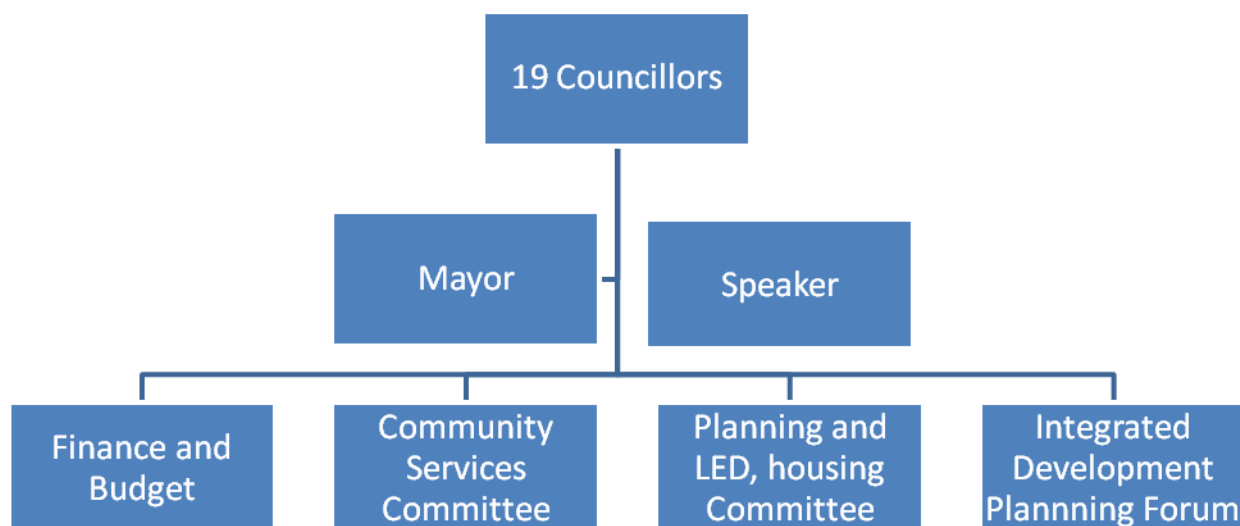 19 Councillors
Mayor
Speaker
Finance and
Budget
Community
Services
Committee
Planning and
LED, housing
Committee
Integrated
Development
Plannning Forum